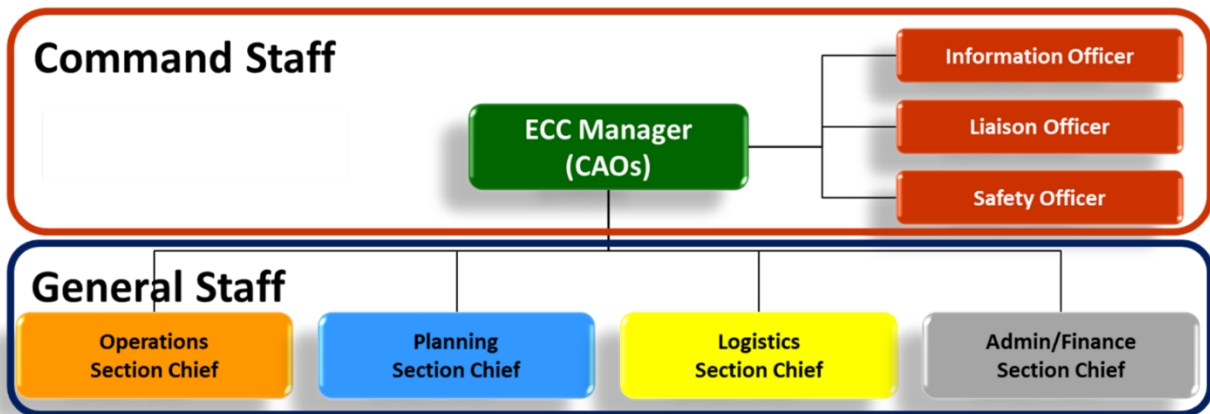 Command Staff
Information Officer
ECC Manager
(CAOs)
Liaison Officer
Safety Officer
General Staff
Operations
Section Chief
Planning
Section Chief
Logistics
Section Chief
Admin/Finance
Section Chief